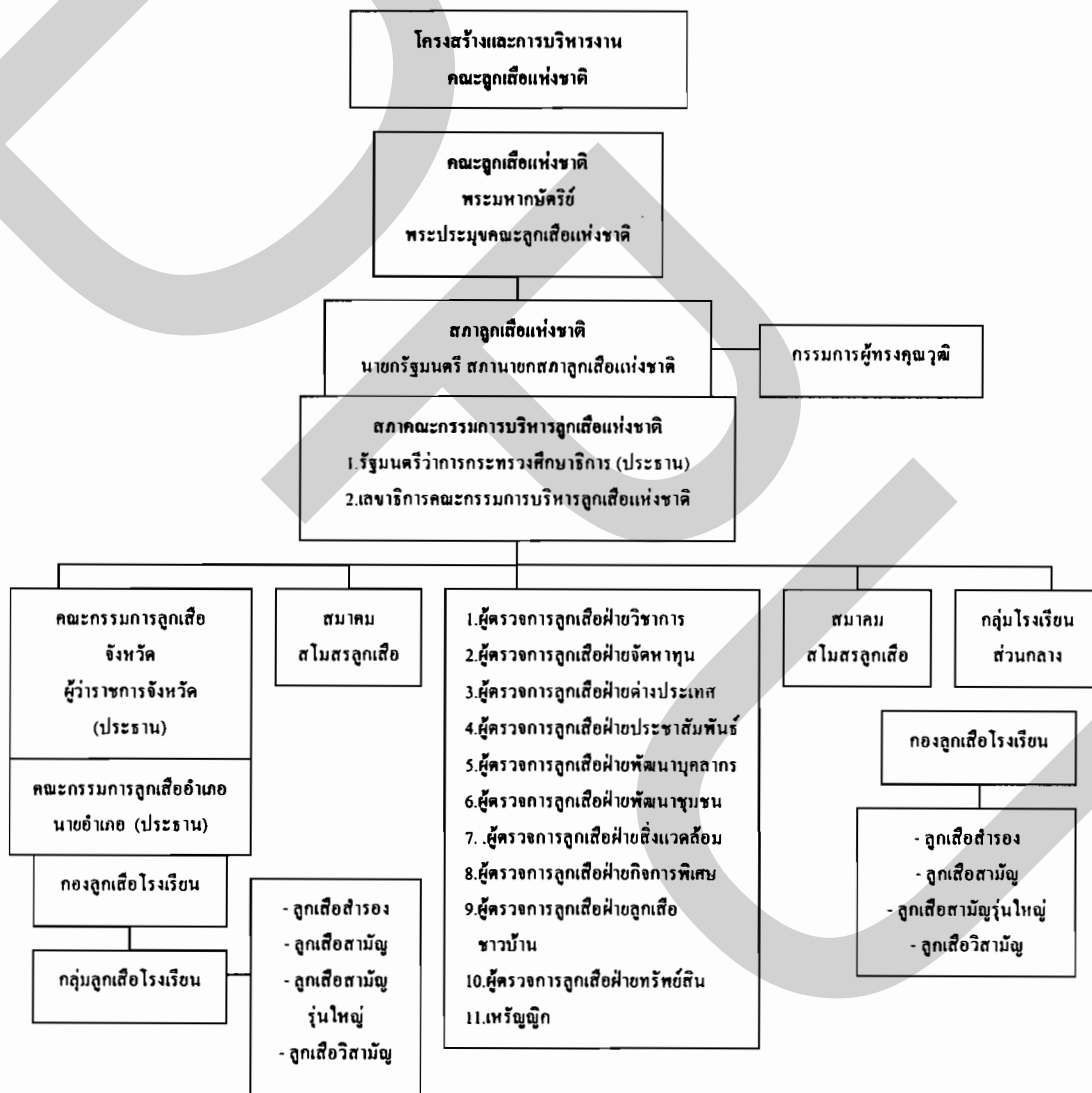 โครงสร้างและการบริหารงาน
คณะลูกเสือแห่งชาติ
คณะลูกเสือแห่งชาติ
พระมหากษัตริย์
พระประมุขคณะลูกเสือแห่งชาติ
สภาลูกเสือแห่งชาติ
นายกรัฐมนตรี สภานายกสภาลูกเสือแห่งชาติ
กรรมการผู้ทรงคุณวุฒิ
สภาคณะกรรมการบริหารลูกเสือแห่งชาติ
1.รัฐมนตรีว่าการกระทรวงศึกษาธิการ (ประธาน)
2.เลขาธิการคณะกรรมการบริหารลูกเสือแห่งชาติ
คณะกรรมการลูกเสือ
จังหวัด
ผู้ว่าราชการจังหวัด
(ประธาน)
คณะกรรมการลูกเสืออำเภอ
นายอำเภอ (ประธาน)
กองลูกเสือโรงเรียน
กลุ่มลูกเสือโรงเรียน
สมาคม
สโมสรลูกเสือ
- ลูกเสือสำรอง
- ลูกเสือสามัญ
- ลูกเสือสามัญ
รุ่นใหญ่
- ลูกเสือวิสามัญ
1.ผู้ตรวจการลูกเสือฝ่ายวิชาการ
2.ผู้ตรวจการลูกเสือฝ่ายจัดหาทุน
3.ผู้ตรวจการลูกเสือฝ่ายต่างประเทศ
4.ผู้ตรวจการลูกเสือฝ่ายประชาสัมพันธ์
5.ผู้ตรวจการลูกเสือฝ่ายพัฒนาบุคลากร
6.ผู้ตรวจการลูกเสือฝ่ายพัฒนาชุมชน
7. .ผู้ตรวจการลูกเสือฝ่ายสิ่งแวดล้อม
8.ผู้ตรวจการลูกเสือฝ่ายกิจการพิเศษ
9.ผู้ตรวจการลูกเสือฝ่ายลูกเสือ
ชาวบ้าน
10.ผู้ตรวจการลูกเสือฝ่ายทรัพย์สิน
11.เหรัญญิก
สมาคม
สโมสรลูกเสือ
กลุ่มโรงเรียน
ส่วนกลาง
กองลูกเสือโรงเรียน
- ลูกเสือสำรอง
- ลูกเสือสามัญ
- ลูกเสือสามัญรุ่นใหญ่
- ลูกเสือวิสามัญ
DPU